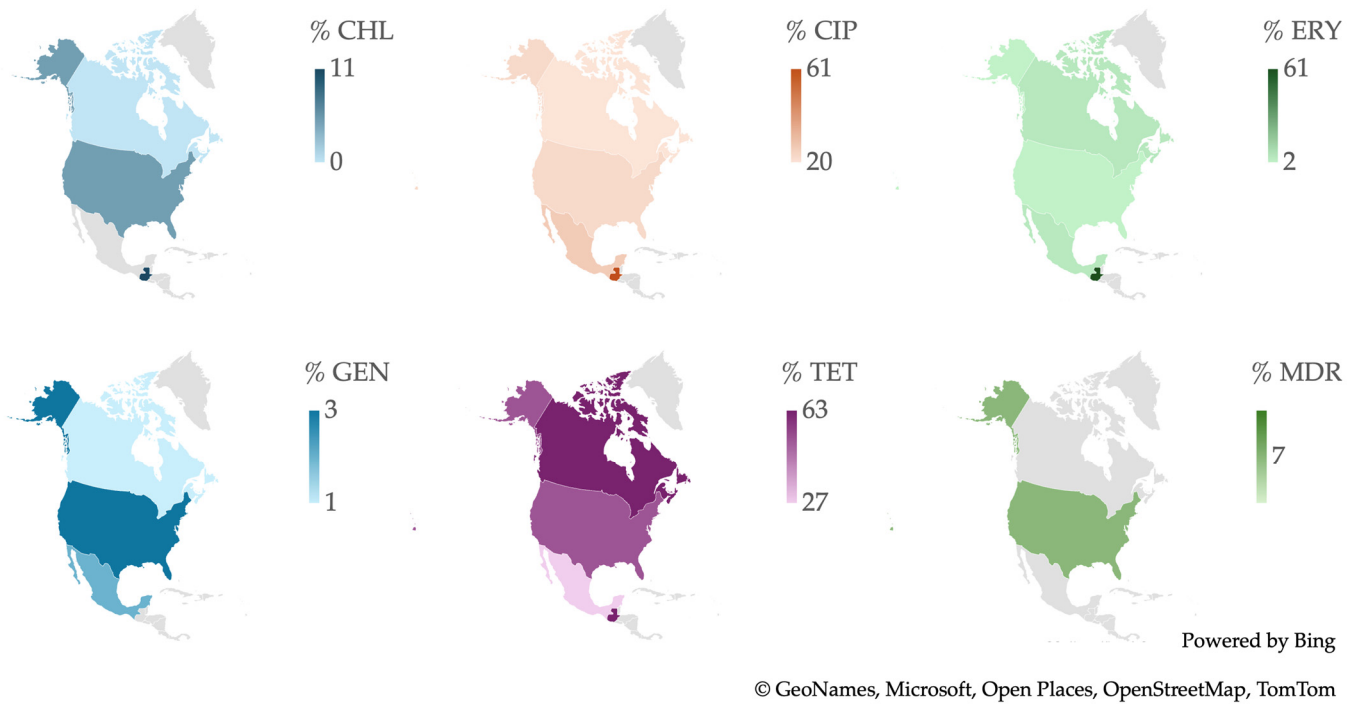 % CHL
11
0
% CIP
61
20
% ERY
61
2
% GEN
3
1
% TET
63
27
% MDR
7
Powered by Bing
© GeoNames, Microsoft, Open Places, OpenStreetMap, TomTom